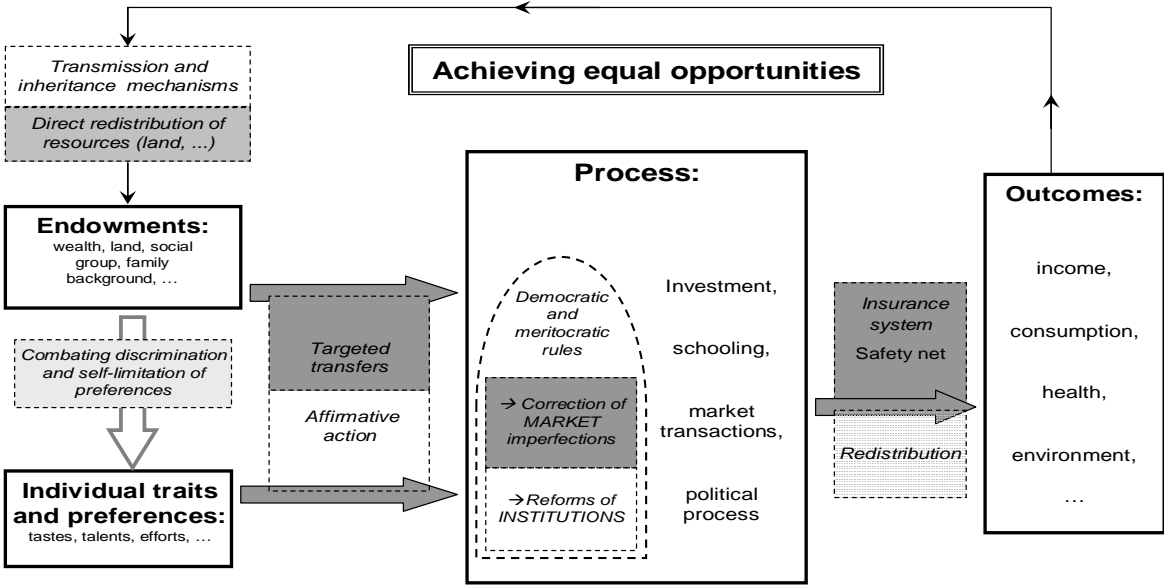 Achieving equal opportunities
Transmission and
inheritance mechanisms
Direct redistribution of
resources (land, ...)
Endowments:
wealth, land, social
group, family
background, …
Combating discrimination
and self-limitation of
preferences
Individual traits
and preferences:
tastes, talents, efforts, …
Targeted
transfers
Affirmative
action
Process:
Democratic and
meritocratic
rules
→ Correction of
MARKET
imperfections
→Reforms of
INSTITUTIONS
Investment,
schooling,
market
transactions,
political
process
Insurance
system
Safety net
Redistribution
Outcomes:
income,
consumption,
health,
environment,
…